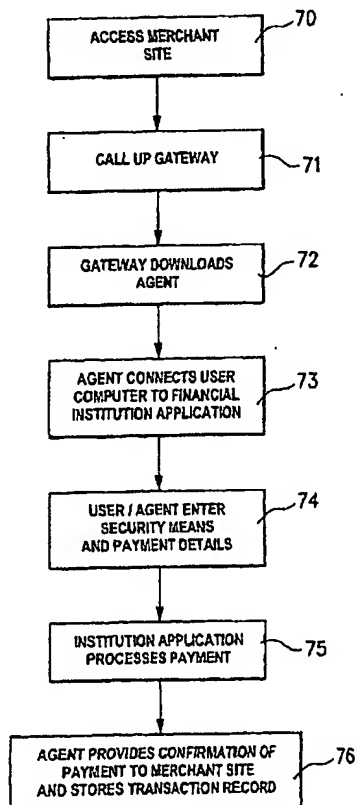 70
ACCESS MERCHANT
SITE
CALL UP GATEWAY
71
GATEWAY DOWNLOADS
AGENT
72
AGENT CONNECTS USER
COMPUTER TO FINANCIAL
INSTITUTION APPLICATION
73
USER / AGENT ENTER
SECURITY MEANS
AND PAYMENT DETAILS
74
INSTITUTION APPLICATION
PROCESSES PAYMENT
75
AGENT PROVIDES CONFIRMATION OF
PAYMENT TO MERCHANT SITE
AND STORES TRANSACTION RECORD
76